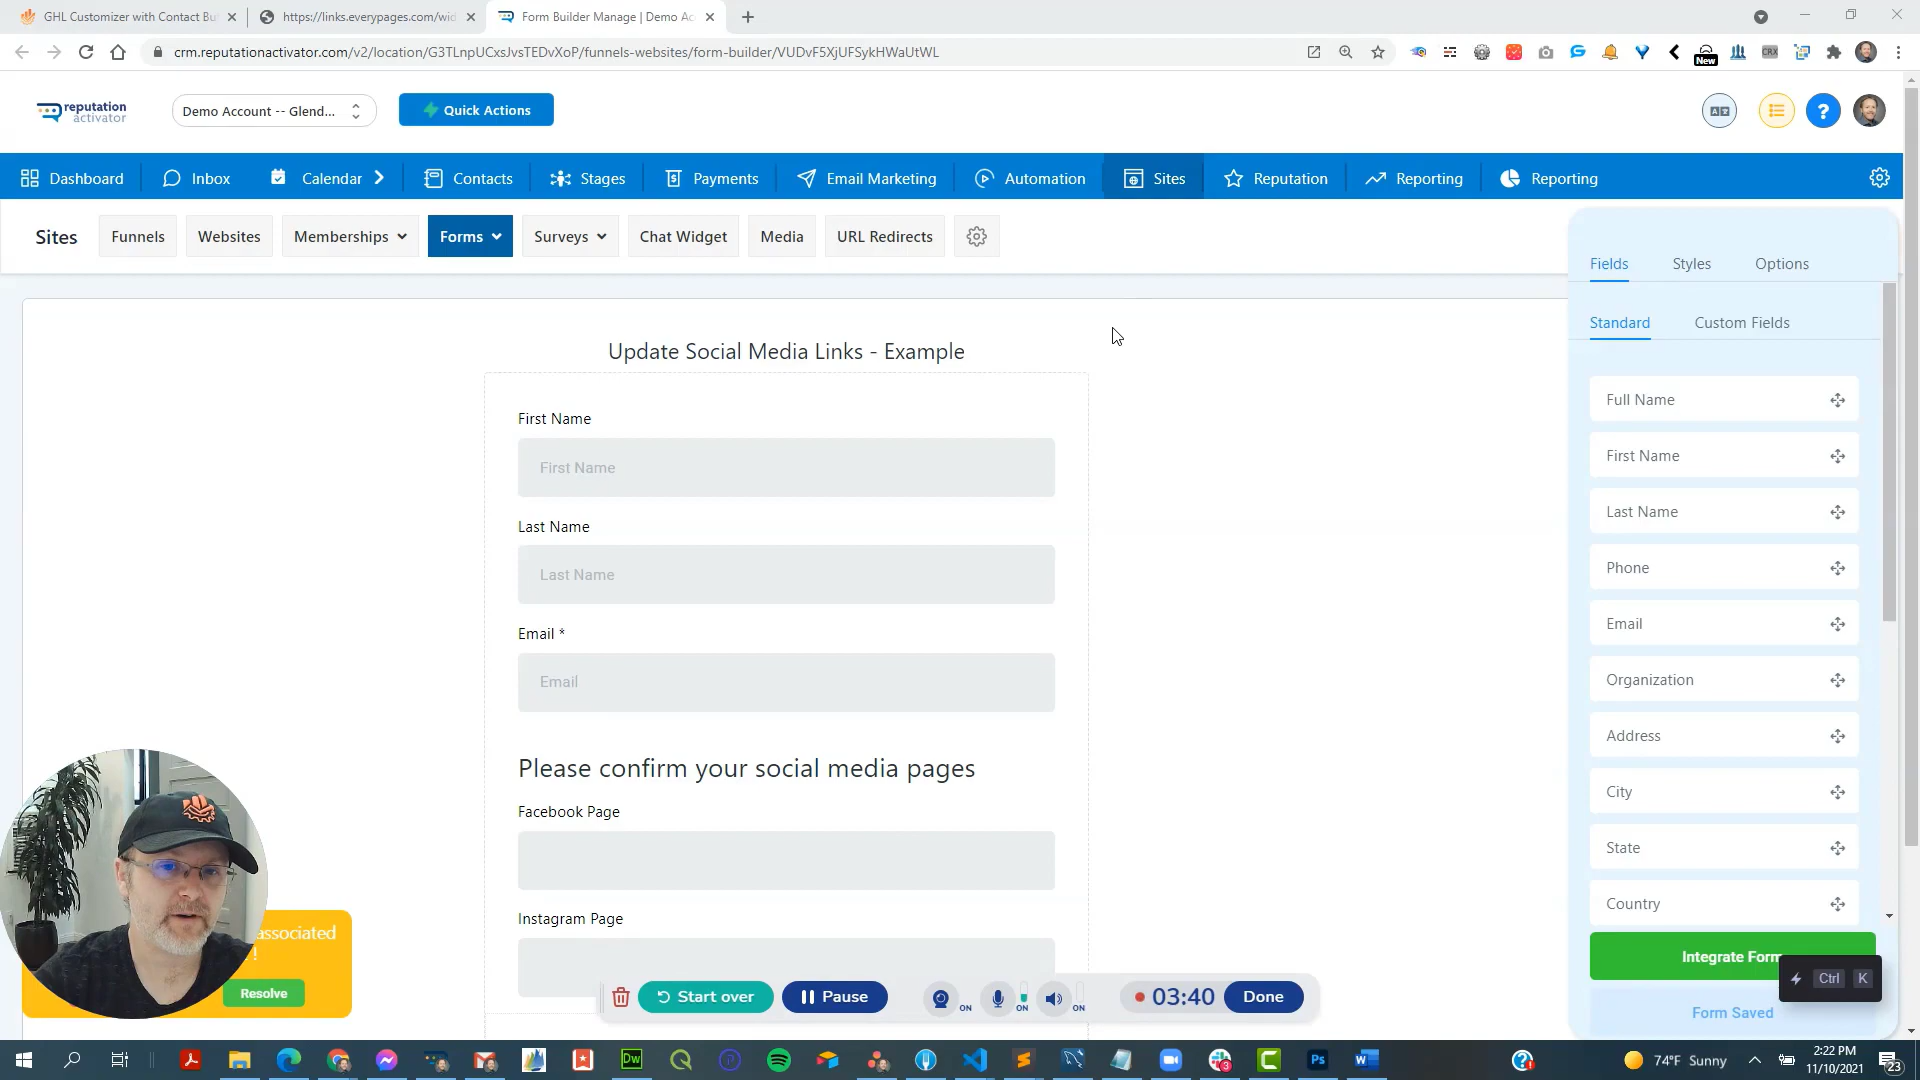 GHL Customizer with Contact Bu
https://links.everypages.com/wid
Form Builder Manage | Demo Ac
crm.reputationactivator.com/v2/location/G3TLnpUCxsJvsTEDvXoP/funnels-websites/form-builder/VUDvF5XjUFSykHWaUtWL
CRX
New
reputation
activator
Demo Account -- Glend...
Quick Actions
?
Dashboard
Inbox
Calendar
Contacts
Stages
Payments
Email Marketing
Automation
Sites
Reputation
Reporting
Reporting
Sites
Funnels
Websites
Memberships
Forms
Surveys
Chat Widget
Media
URL Redirects
Fields
Styles
Options
Standard
Custom Fields
Update Social Media Links - Example
First Name
First Name
Last Name
Last Name
Email *
Email
Please confirm your social media pages
Facebook Page
Instagram Page
Full Name
First Name
Last Name
Phone
Email
Organization
Address
City
State
Country
Integrate Form
Ctrl
K
Form Saved
associated
!
Resolve
Start over
Pause
ON
ON
ON
03:40
Done
Dw
Ps
W
74°F Sunny
2:22 PM
11/10/2021
23